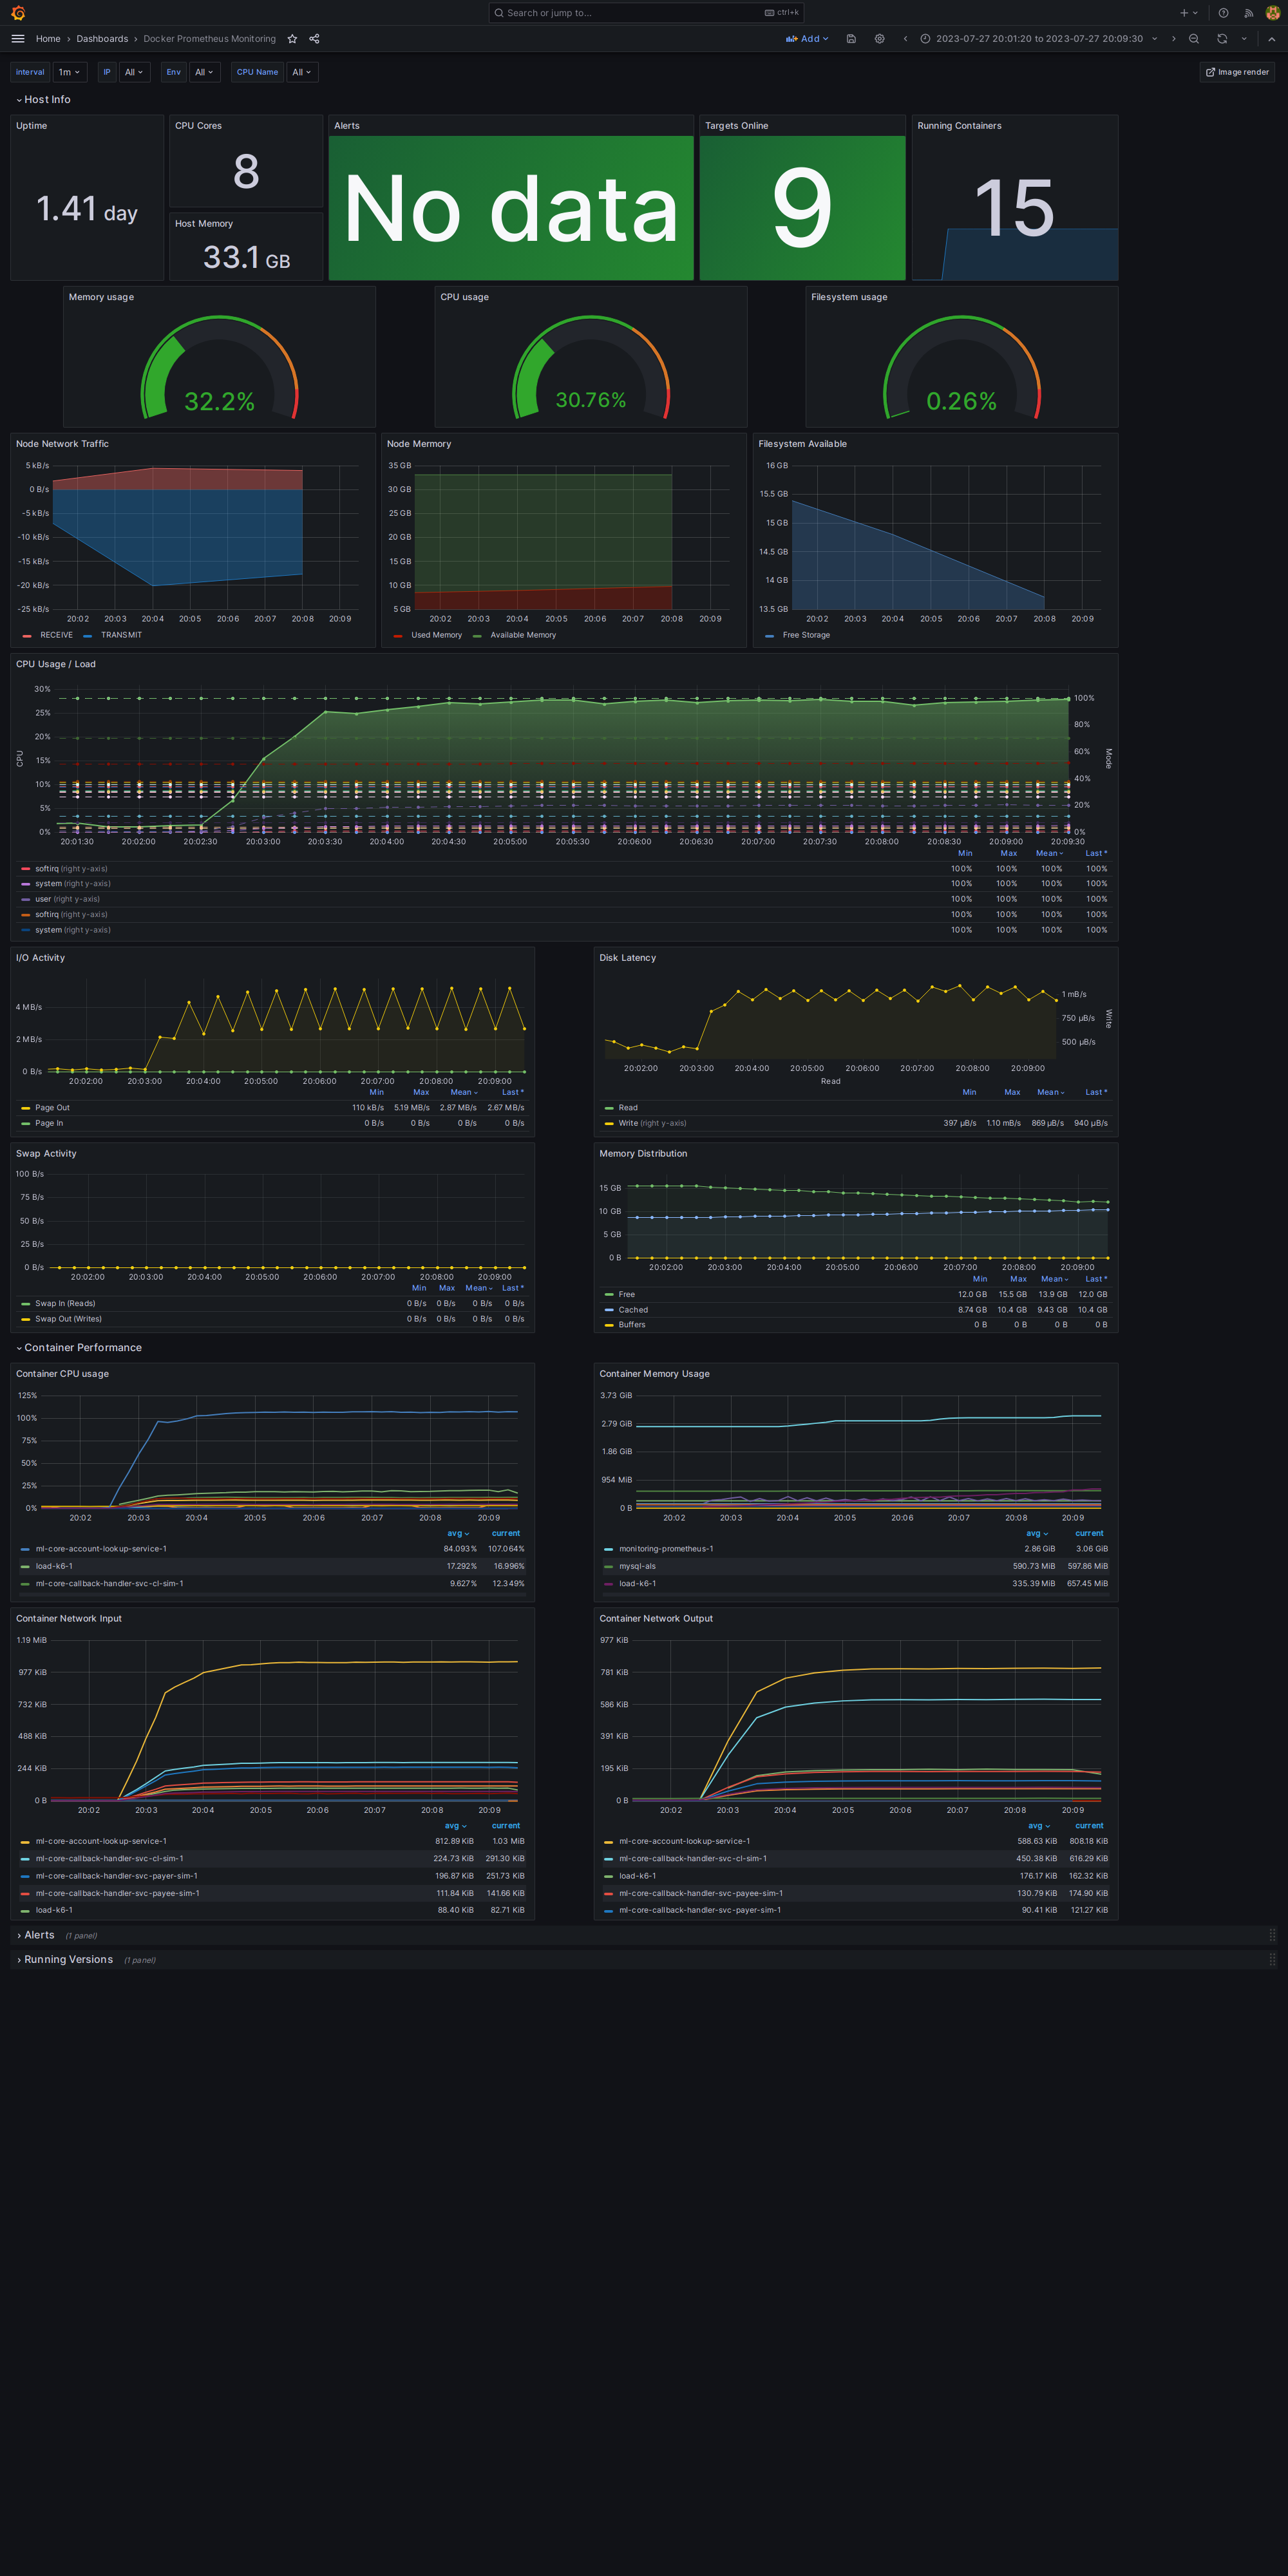 Search or jump to...
ctrl+k
Home › Dashboards › Docker Prometheus Monitoring
Add
2023-07-27 20:01:20 to 2023-07-27 20:09:30
interval 1m IP All Env All CPU Name All
Image render
Host Info
Uptime
1.41 day
CPU Cores
8
Host Memory
33.1 GB
Alerts
No data
Targets Online
9
Running Containers
15
Memory usage
32.2%
CPU usage
30.76%
Filesystem usage
0.26%
Node Network Traffic
5 kB/s
0 B/s
-5 kB/s
-10 kB/s
-15 kB/s
-20 kB/s
-25 kB/s
20:02 20:03 20:04 20:05 20:06 20:07 20:08 20:09
RECEIVE TRANSMIT
Node Mermory
35 GB
30 GB
25 GB
20 GB
15 GB
10 GB
5 GB
20:02 20:03 20:04 20:05 20:06 20:07 20:08 20:09
Used Memory Available Memory
Filesystem Available
16 GB
15.5 GB
15 GB
14.5 GB
14 GB
13.5 GB
20:02 20:03 20:04 20:05 20:06 20:07 20:08 20:09
Free Storage
CPU Usage / Load
CPU
30%
25%
20%
15%
10%
5%
0%
100%
80%
60%
40%
20%
0%
Mode
20:01:30 20:02:00 20:02:30 20:03:00 20:03:30 20:04:00 20:04:30 20:05:00 20:05:30 20:06:00 20:06:30 20:07:00 20:07:30 20:08:00 20:08:30 20:09:00 20:09:30
Min Max Mean Last *
softirq (right y-axis) 100% 100% 100% 100%
system (right y-axis) 100% 100% 100% 100%
user (right y-axis) 100% 100% 100% 100%
softirq (right y-axis) 100% 100% 100% 100%
system (right y-axis) 100% 100% 100% 100%
I/O Activity
4 MB/s
2 MB/s
0 B/s
20:02:00 20:03:00 20:04:00 20:05:00 20:06:00 20:07:00 20:08:00 20:09:00
Min Max Mean Last *
Page Out 110 kB/s 5.19 MB/s 2.87 MB/s 2.67 MB/s
Page In 0 B/s 0 B/s 0 B/s 0 B/s
Disk Latency
1 mB/s
750 µB/s
500 µB/s
Write
20:02:00 20:03:00 20:04:00 20:05:00 20:06:00 20:07:00 20:08:00 20:09:00
Read
Min Max Mean Last *
Read
Write (right y-axis) 397 µB/s 1.10 mB/s 869 µB/s 940 µB/s
Swap Activity
100 B/s
75 B/s
50 B/s
25 B/s
0 B/s
20:02:00 20:03:00 20:04:00 20:05:00 20:06:00 20:07:00 20:08:00 20:09:00
Min Max Mean Last *
Swap In (Reads) 0 B/s 0 B/s 0 B/s 0 B/s
Swap Out (Writes) 0 B/s 0 B/s 0 B/s 0 B/s
Memory Distribution
15 GB
10 GB
5 GB
0 B
20:02:00 20:03:00 20:04:00 20:05:00 20:06:00 20:07:00 20:08:00 20:09:00
Min Max Mean Last *
Free 12.0 GB 15.5 GB 13.9 GB 12.0 GB
Cached 8.74 GB 10.4 GB 9.43 GB 10.4 GB
Buffers 0 B 0 B 0 B 0 B
Container Performance
Container CPU usage
125%
100%
75%
50%
25%
0%
20:02 20:03 20:04 20:05 20:06 20:07 20:08 20:09
avg current
ml-core-account-lookup-service-1 84.093% 107.064%
load-k6-1 17.292% 16.996%
ml-core-callback-handler-svc-cl-sim-1 9.627% 12.349%
Container Memory Usage
3.73 GiB
2.79 GiB
1.86 GiB
954 MiB
0 B
20:02 20:03 20:04 20:05 20:06 20:07 20:08 20:09
avg current
monitoring-prometheus-1 2.86 GiB 3.06 GiB
mysql-als 590.73 MiB 597.86 MiB
load-k6-1 335.39 MiB 657.45 MiB
Container Network Input
1.19 MiB
977 KiB
732 KiB
488 KiB
244 KiB
0 B
20:02 20:03 20:04 20:05 20:06 20:07 20:08 20:09
avg current
ml-core-account-lookup-service-1 812.89 KiB 1.03 MiB
ml-core-callback-handler-svc-cl-sim-1 224.73 KiB 291.30 KiB
ml-core-callback-handler-svc-payer-sim-1 196.87 KiB 251.73 KiB
ml-core-callback-handler-svc-payee-sim-1 111.84 KiB 141.66 KiB
load-k6-1 88.40 KiB 82.71 KiB
Container Network Output
977 KiB
781 KiB
586 KiB
391 KiB
195 KiB
0 B
20:02 20:03 20:04 20:05 20:06 20:07 20:08 20:09
avg current
ml-core-account-lookup-service-1 588.63 KiB 808.18 KiB
ml-core-callback-handler-svc-cl-sim-1 450.38 KiB 616.29 KiB
load-k6-1 176.17 KiB 162.32 KiB
ml-core-callback-handler-svc-payee-sim-1 130.79 KiB 174.90 KiB
ml-core-callback-handler-svc-payer-sim-1 90.41 KiB 121.27 KiB
Alerts (1 panel)
Running Versions (1 panel)